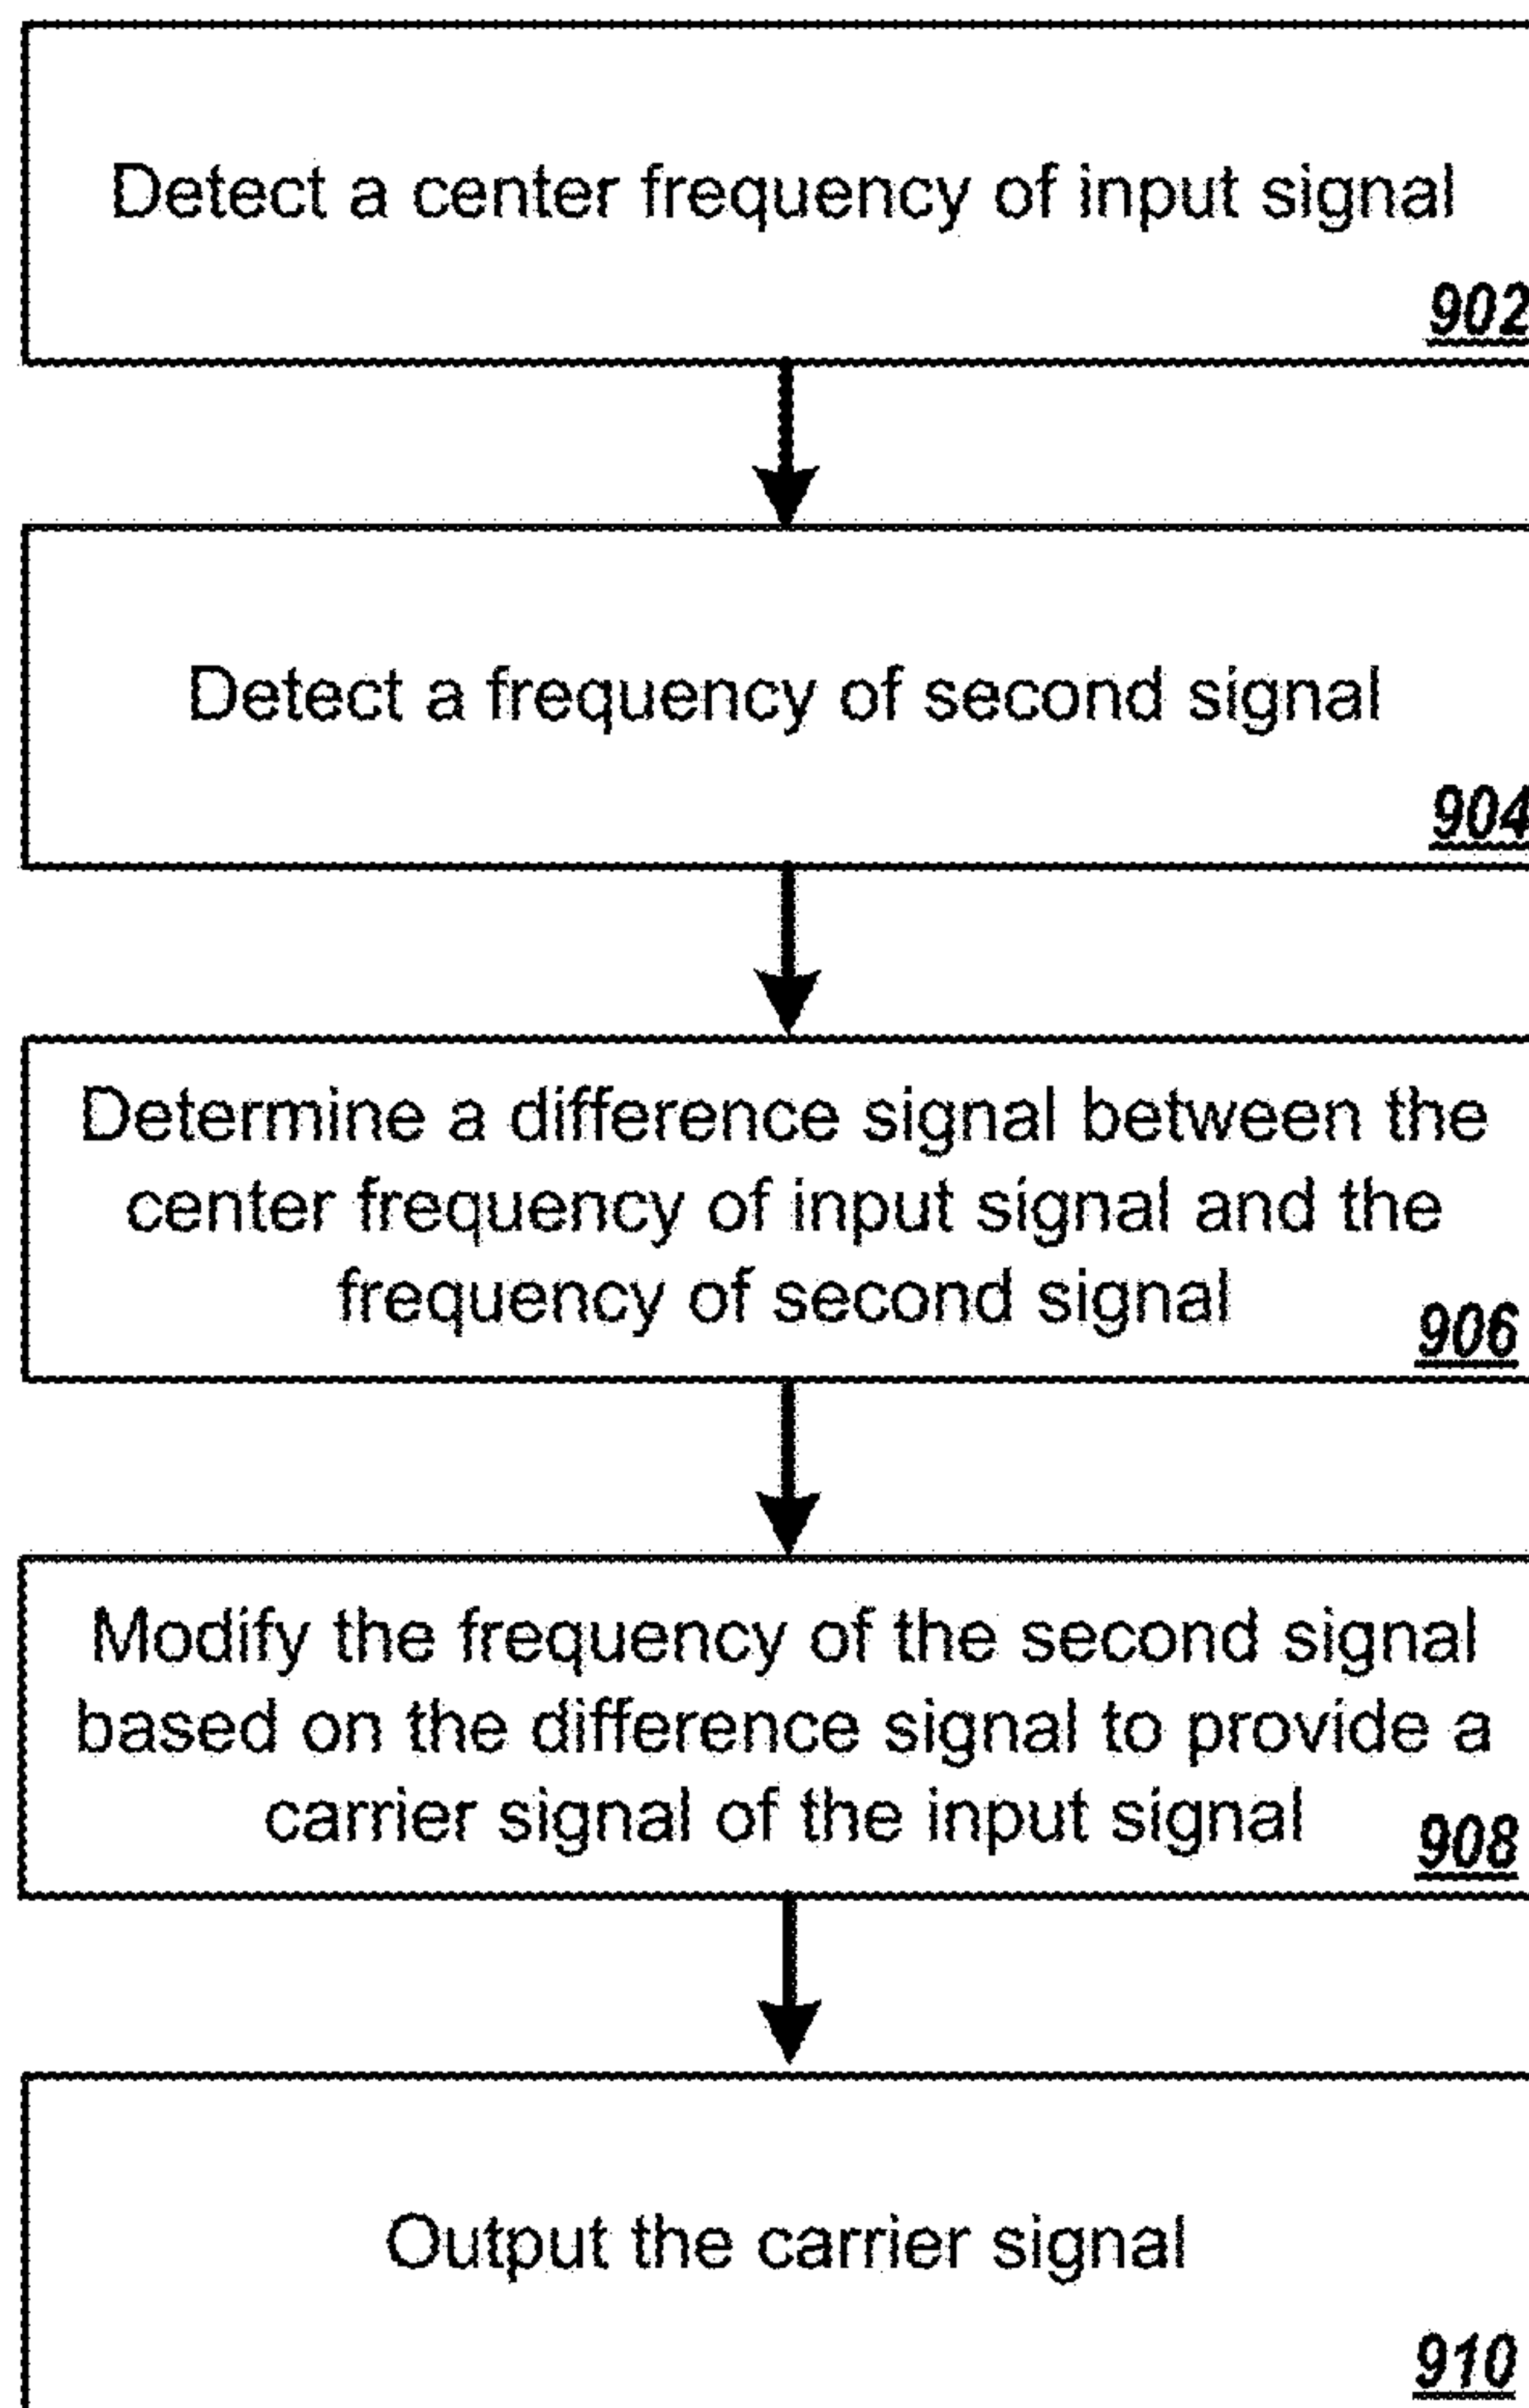 Detect a center frequency of input signal
902
Detect a frequency of second signal
904
Determine a difference signal between the
center frequency of input signal and the
frequency of second signal
906
Modify the frequency of the second signal
based on the difference signal to provide a
carrier signal of the input signal
908
Output the carrier signal
910